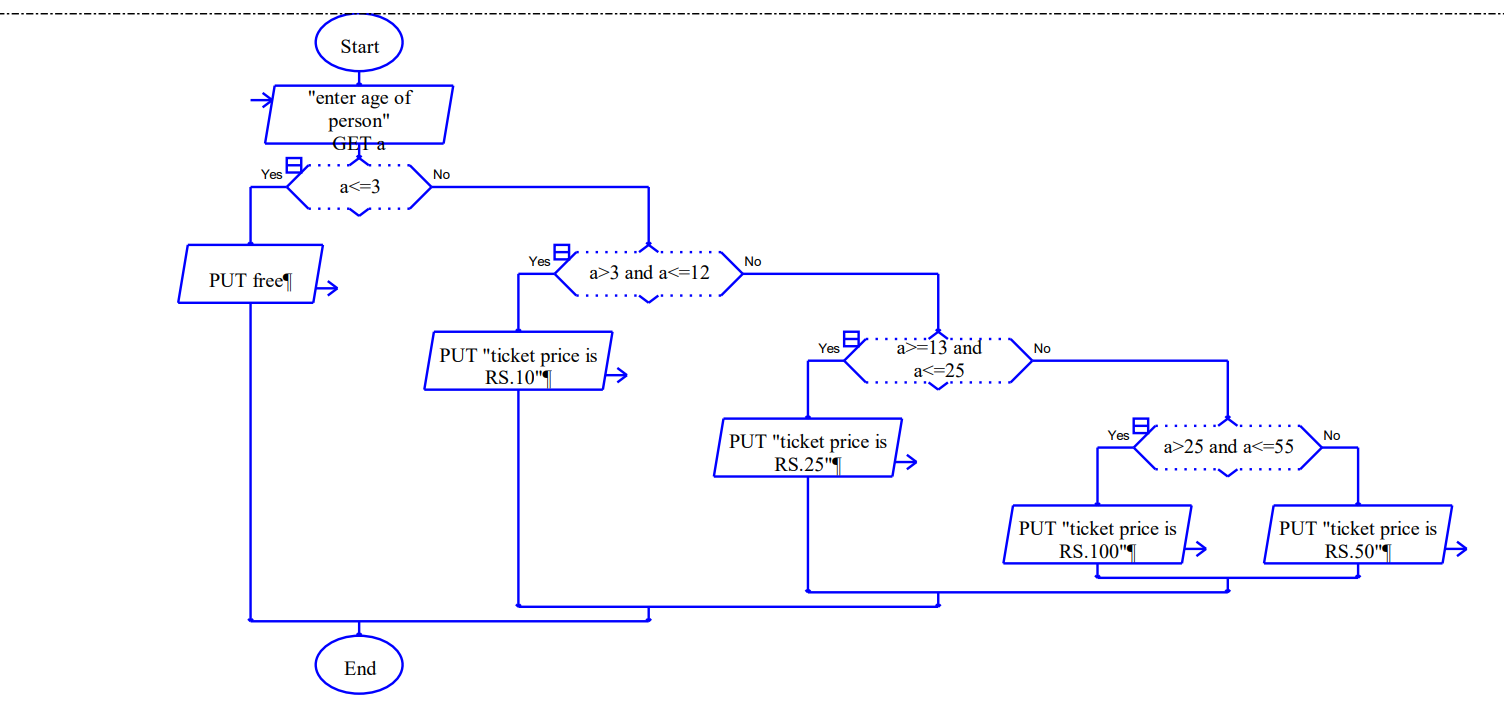 Start
"enter age of
person"
GET a
Yes
a<=3
No
PUT free¶
Yes
a>3 and a<=12
No
PUT "ticket price is
RS.10"¶
Yes
a>=13 and
a<=25
No
PUT "ticket price is
RS.25"¶
Yes
a>25 and a<=55
No
PUT "ticket price is
RS.100"¶
PUT "ticket price is
RS.50"¶
End